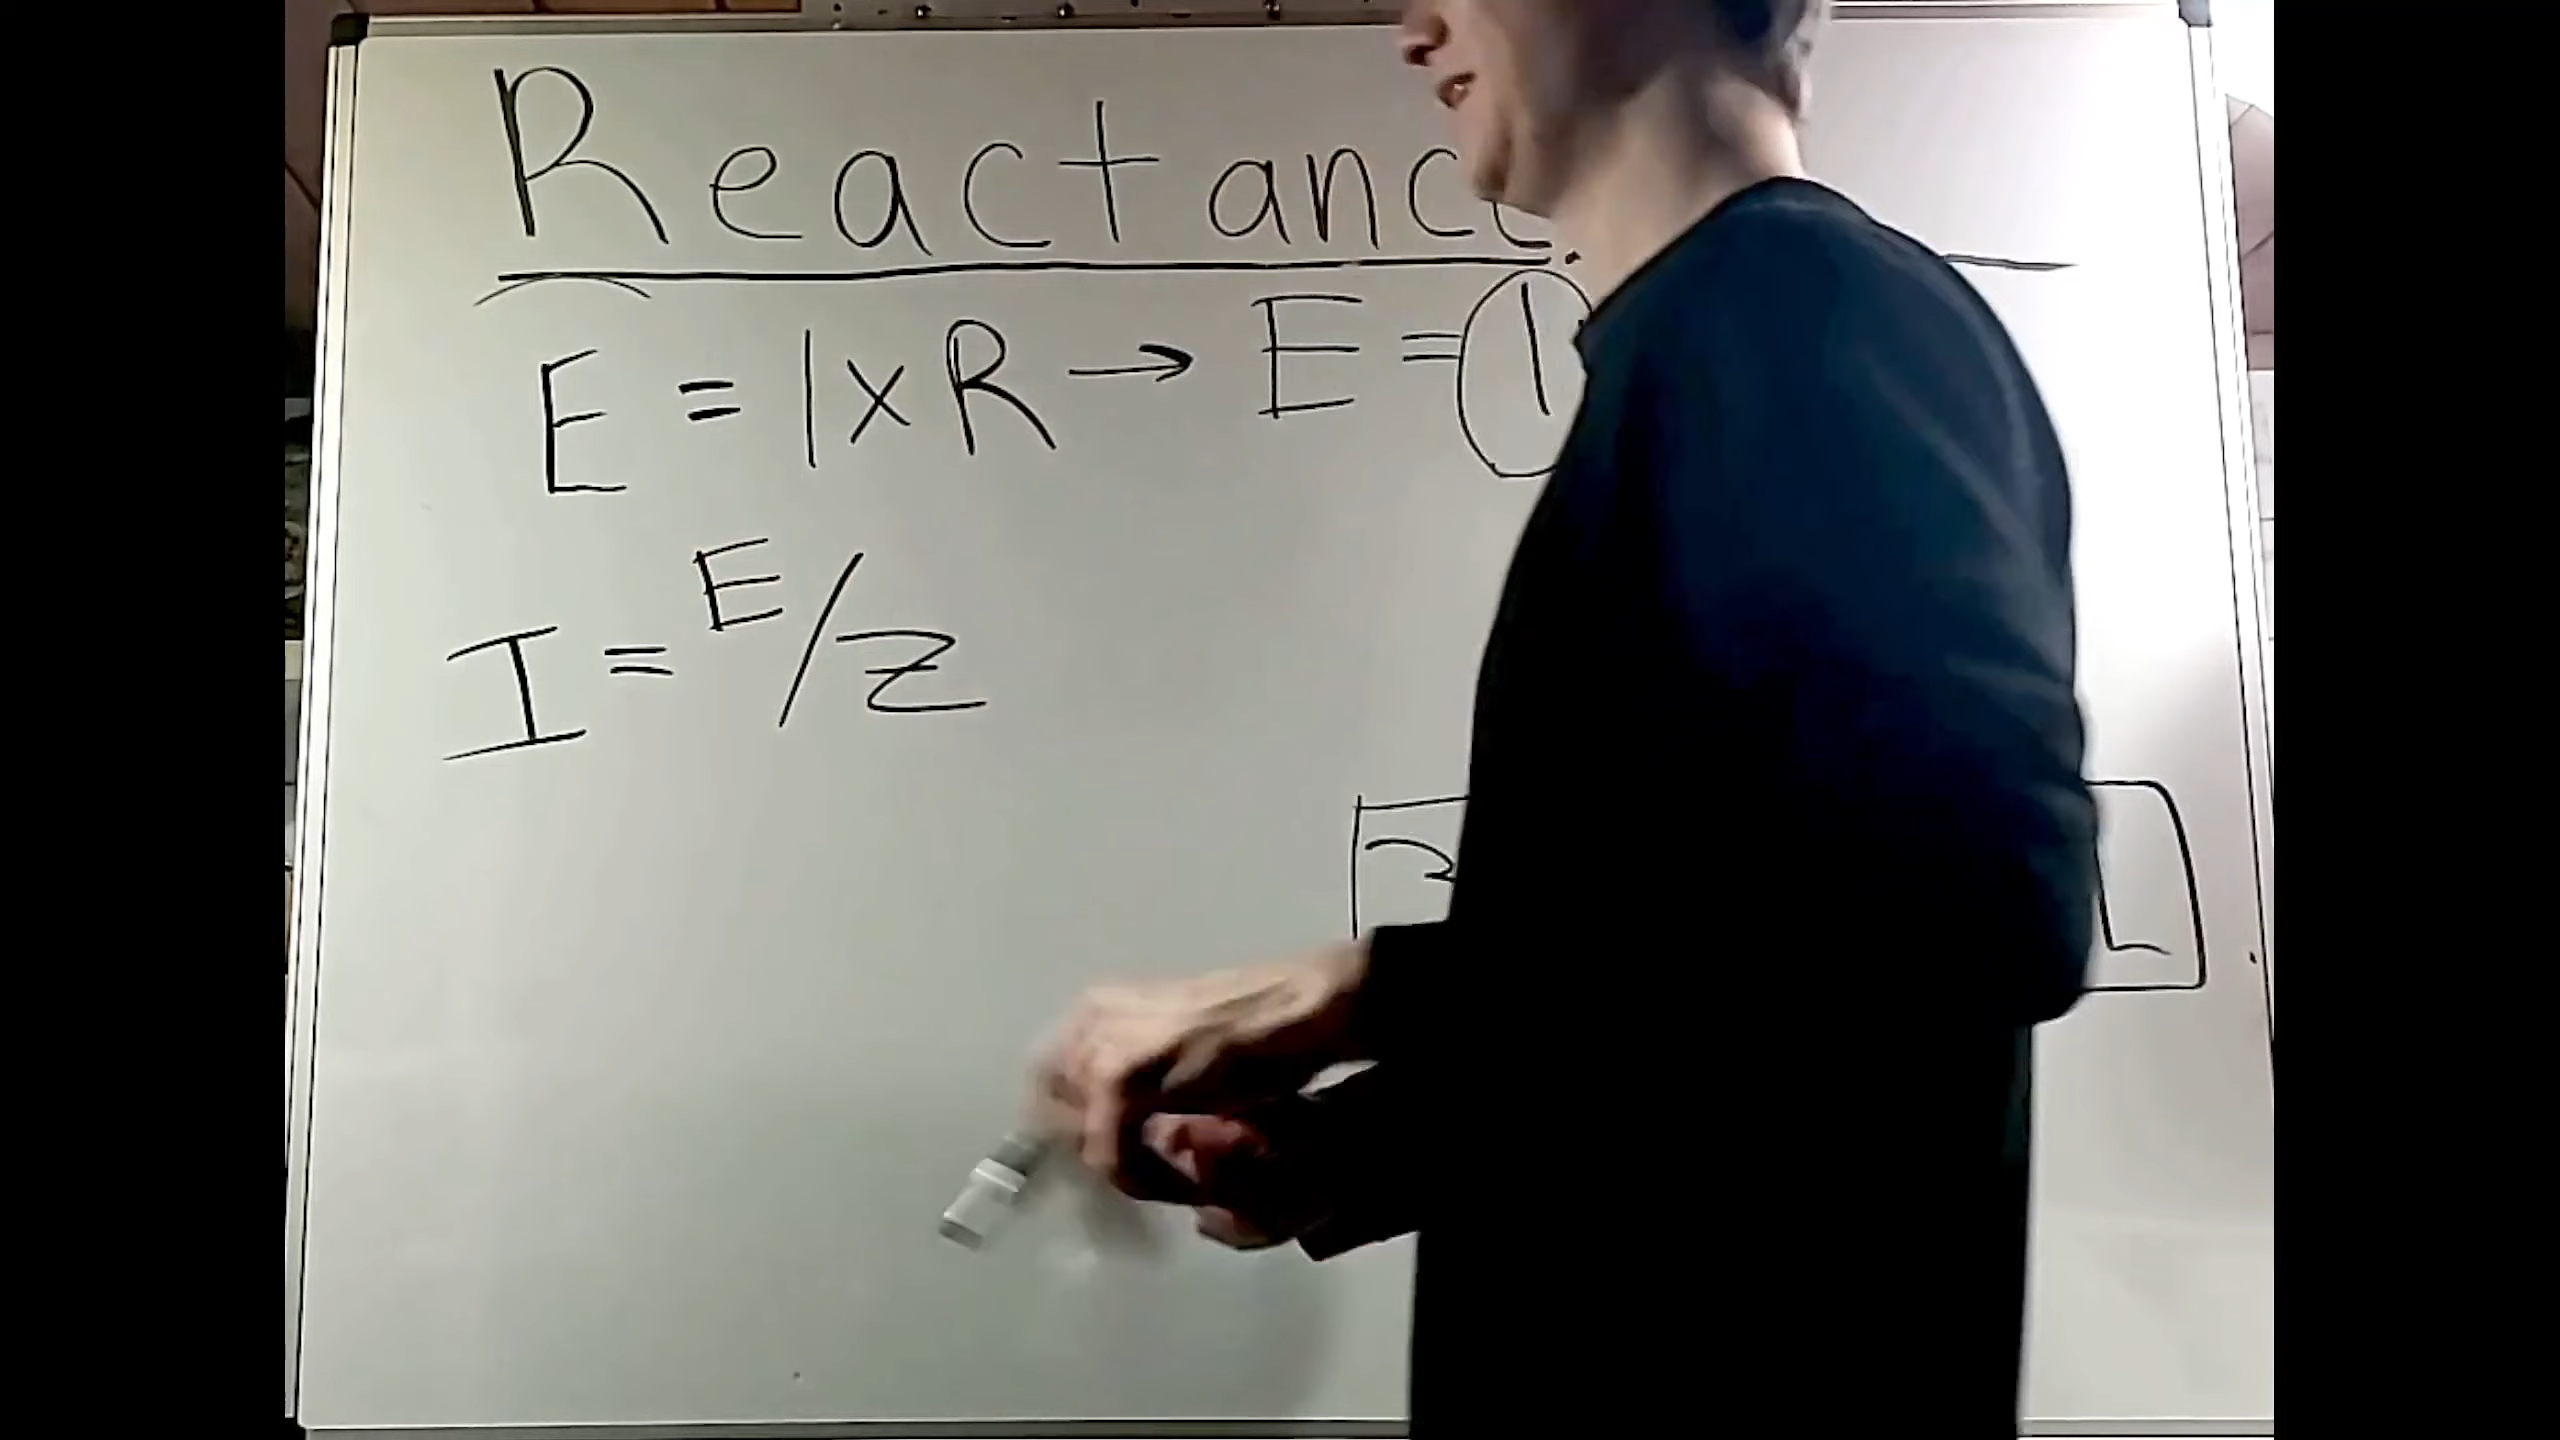 Reactance
E = I x R → E = I
I = E/Z